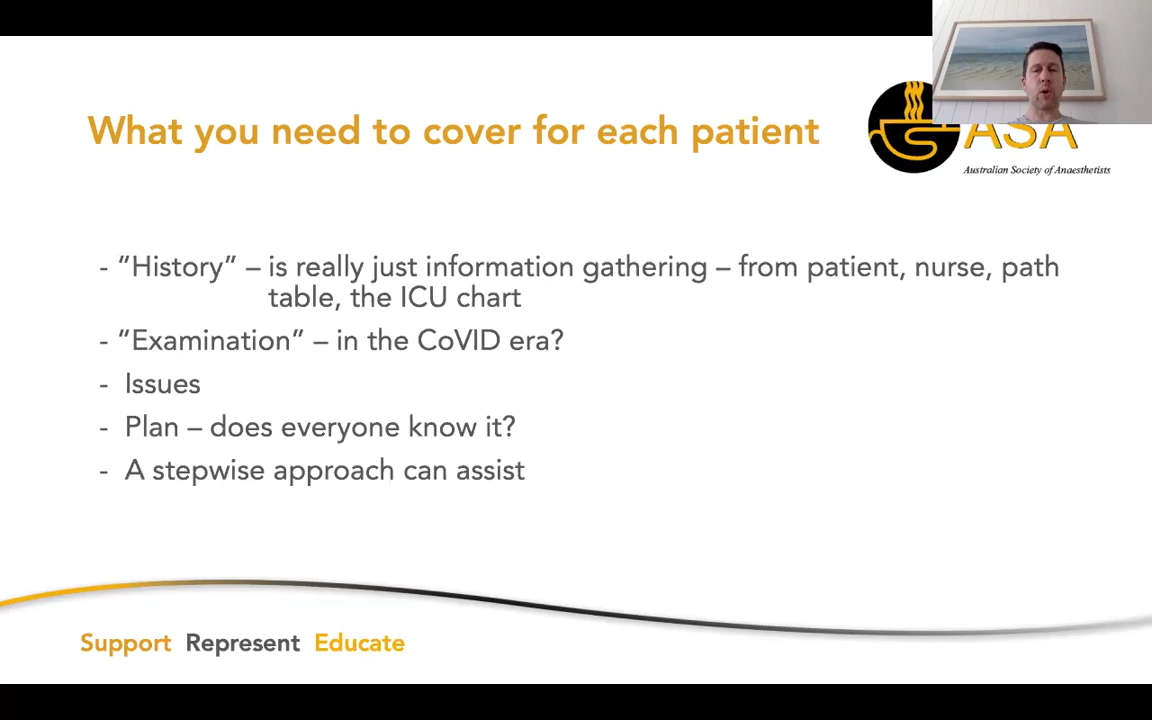 What you need to cover for each patient
ASA
Australian Society of Anaesthetists
- “History” – is really just information gathering – from patient, nurse, path
table, the ICU chart
- “Examination” – in the CoVID era?
- Issues
- Plan – does everyone know it?
- A stepwise approach can assist
Support Represent Educate